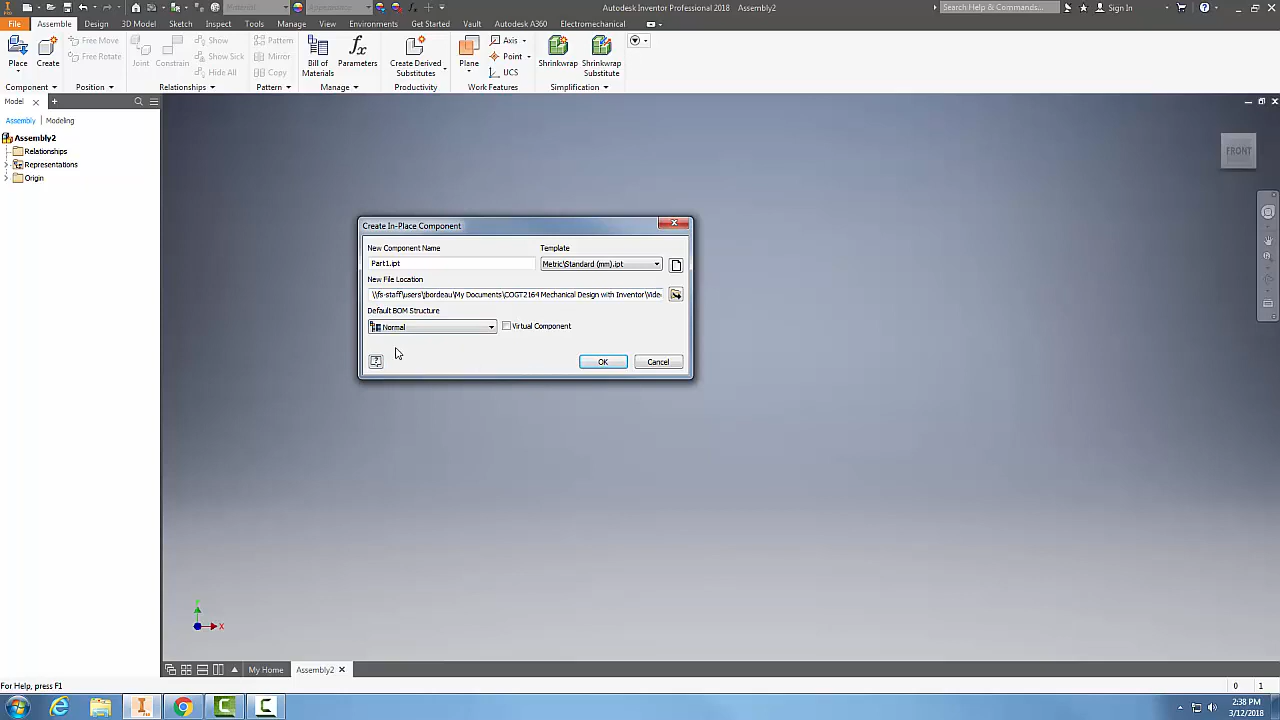 Material
Appearance
Autodesk Inventor Professional 2018 Assembly2
Search Help & Commands...
Sign In
File Assemble Design 3D Model Sketch Inspect Tools Manage View Environments Get Started Vault Autodesk A360 Electromechanical
Place
Create
Free Move
Free Rotate
Joint
Constrain
Show
Show Sick
Hide All
Pattern
Mirror
Copy
Bill of
Materials
Parameters
Create Derived
Substitutes
Plane
Axis
Point
UCS
Shrinkwrap
Shrinkwrap
Substitute
Component Position Relationships Pattern Manage Productivity Work Features Simplification
Model
Assembly | Modeling
Assembly2
Relationships
Representations
Origin
FRONT
Create In-Place Component
New Component Name
Template
Part1.ipt
Metric\Standard (mm).ipt
New File Location
\\fs-staff\users\jbordeau\My Documents\COGT2164 Mechanical Design with Inventor\Vide
Default BOM Structure
Normal
Virtual Component
OK
Cancel
Y
X
My Home
Assembly2
For Help, press F1
0 1
2:38 PM
3/12/2018